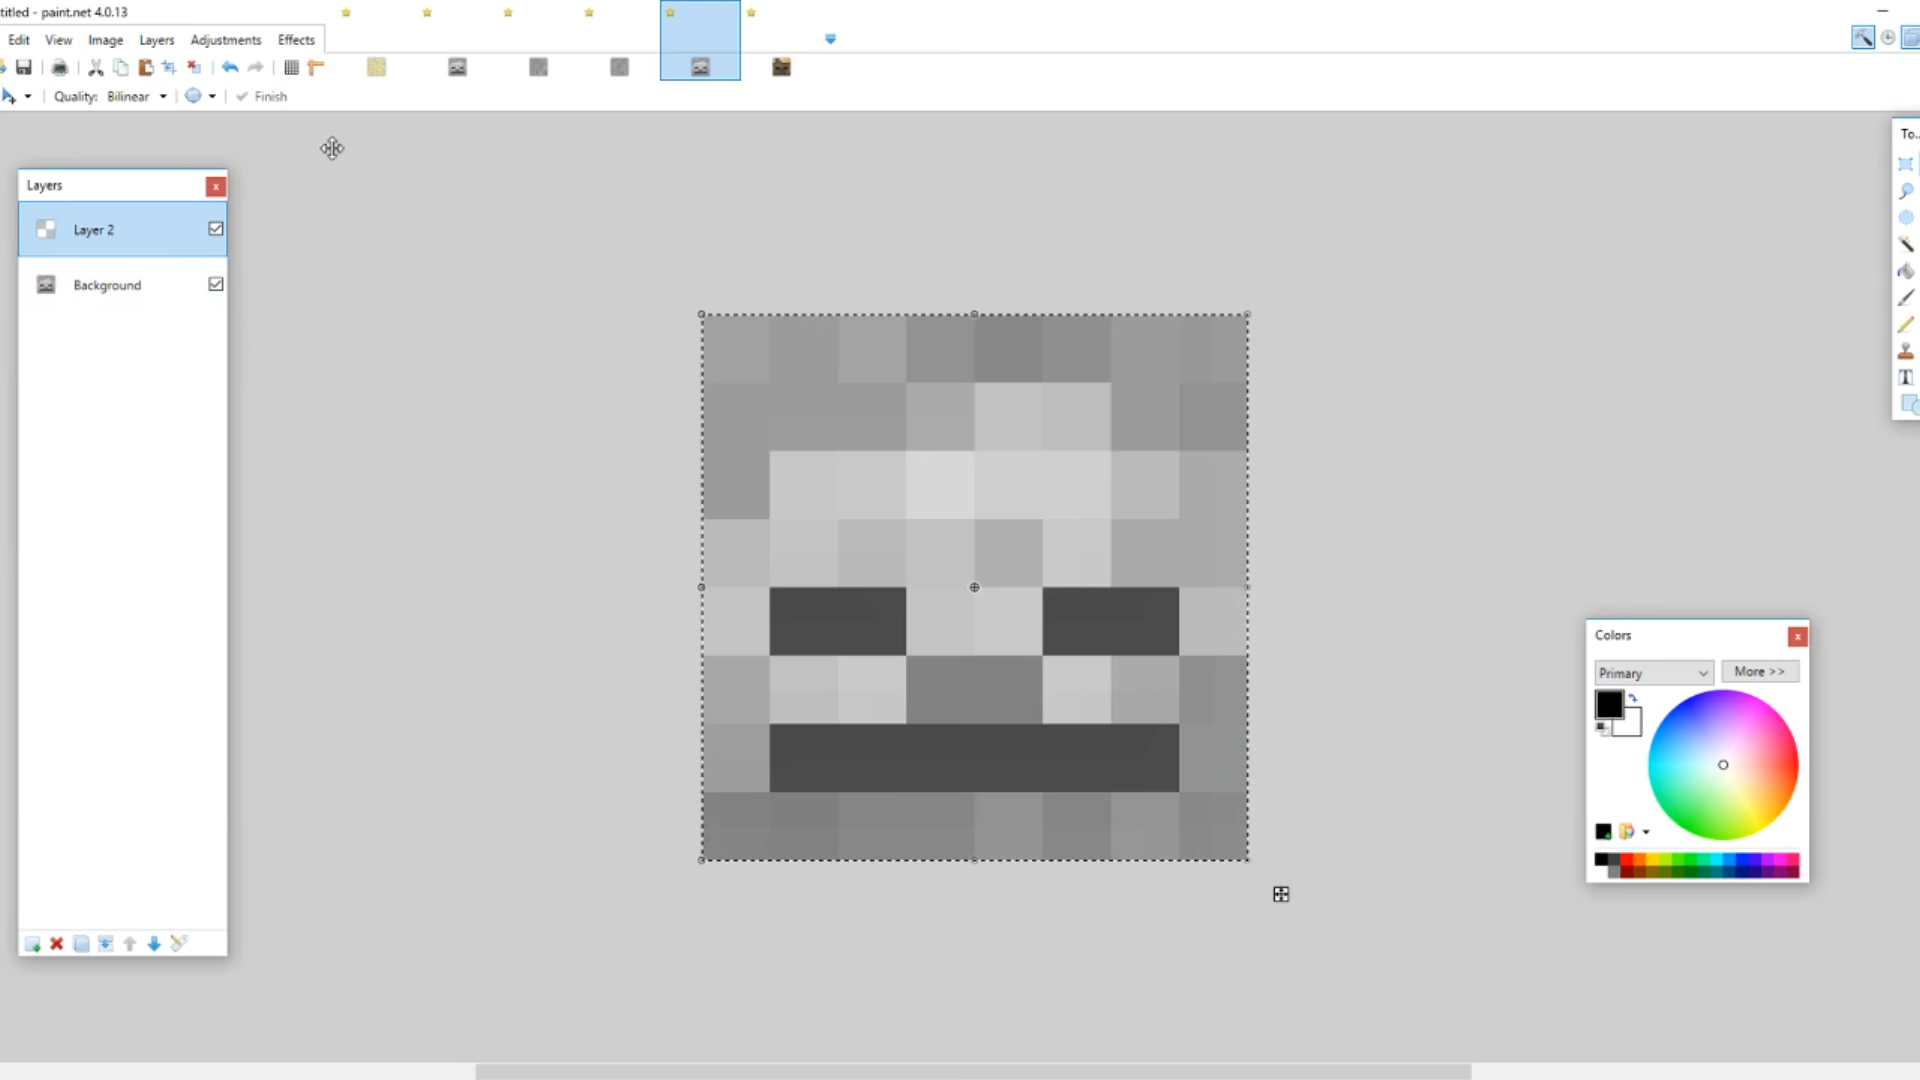 titled - paint.net 4.0.13
Edit View Image Layers Adjustments Effects
Quality: Bilinear Finish
To...
Layers
Layer 2
Background
Colors
Primary More >>